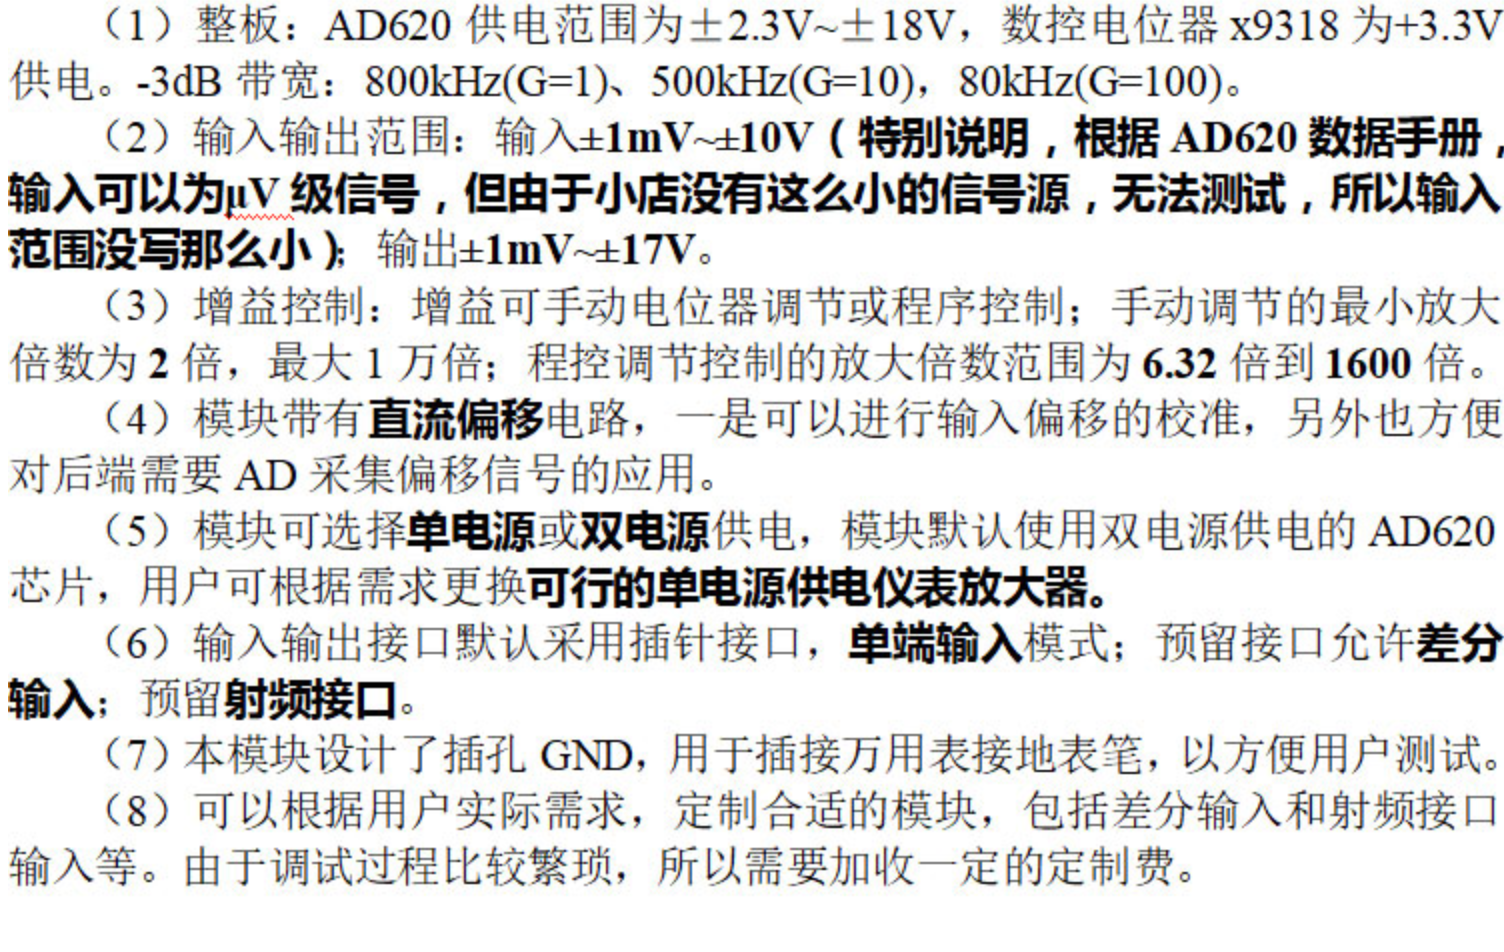 （1）整板：AD620 供电范围为±2.3V~±18V，数控电位器 x9318 为+3.3V
供电。-3dB 带宽：800kHz(G=1)、500kHz(G=10)，80kHz(G=100)。
（2）输入输出范围：输入±1mV~±10V（特别说明，根据 AD620 数据手册，
输入可以为μV 级信号，但由于小店没有这么小的信号源，无法测试，所以输入
范围没写那么小）；输出±1mV~±17V。
（3）增益控制：增益可手动电位器调节或程序控制；手动调节的最小放大
倍数为 2 倍，最大 1 万倍；程控调节控制的放大倍数范围为 6.32 倍到 1600 倍。
（4）模块带有直流偏移电路，一是可以进行输入偏移的校准，另外也方便
对后端需要 AD 采集偏移信号的应用。
（5）模块可选择单电源或双电源供电，模块默认使用双电源供电的 AD620
芯片，用户可根据需求更换可行的单电源供电仪表放大器。
（6）输入输出接口默认采用插针接口，单端输入模式；预留接口允许差分
输入；预留射频接口。
（7）本模块设计了插孔 GND，用于插接万用表接地表笔，以方便用户测试。
（8）可以根据用户实际需求，定制合适的模块，包括差分输入和射频接口
输入等。由于调试过程比较繁琐，所以需要加收一定的定制费。